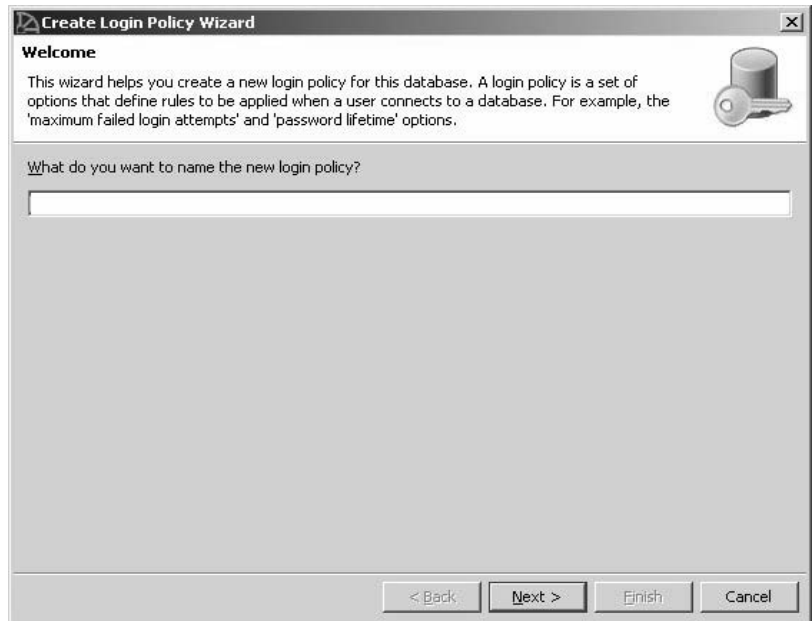 Create Login Policy Wizard
Welcome
This wizard helps you create a new login policy for this database. A login policy is a set of
options that define rules to be applied when a user connects to a database. For example, the
'maximum failed login attempts' and 'password lifetime' options.
What do you want to name the new login policy?
< Back Next > Finish Cancel